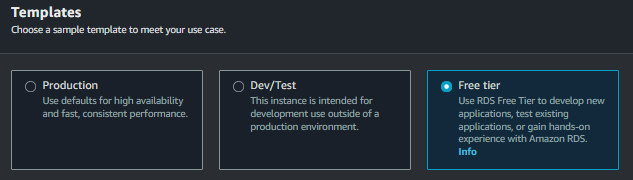 Templates
Choose a sample template to meet your use case.
Production
Use defaults for high availability
and fast, consistent performance.
Dev/Test
This instance is intended for
development use outside of a
production environment.
Free tier
Use RDS Free Tier to develop new
applications, test existing
applications, or gain hands-on
experience with Amazon RDS.
Info